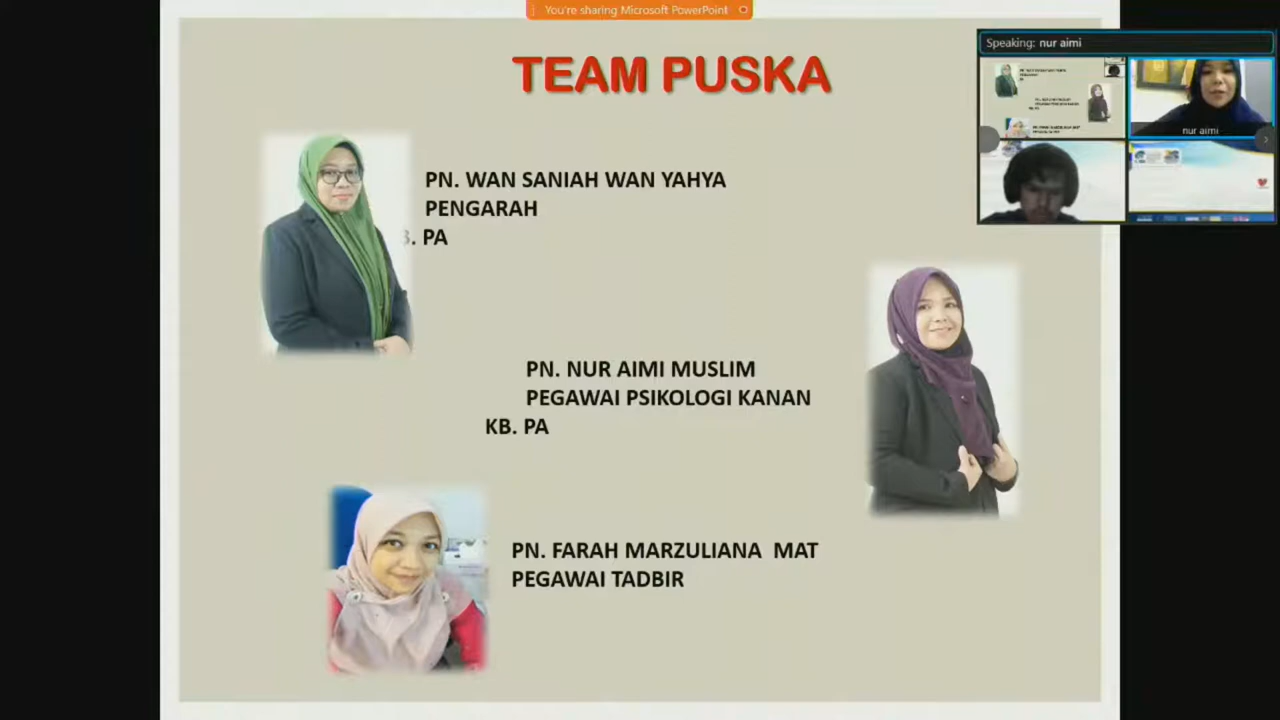 You're sharing Microsoft PowerPoint
TEAM PUSKA
Speaking: nur aimi
nur aimi
PN. WAN SANIAH WAN YAHYA
PENGARAH
. PA
PN. NUR AIMI MUSLIM
PEGAWAI PSIKOLOGI KANAN
KB. PA
PN. FARAH MARZULIANA MAT
PEGAWAI TADBIR